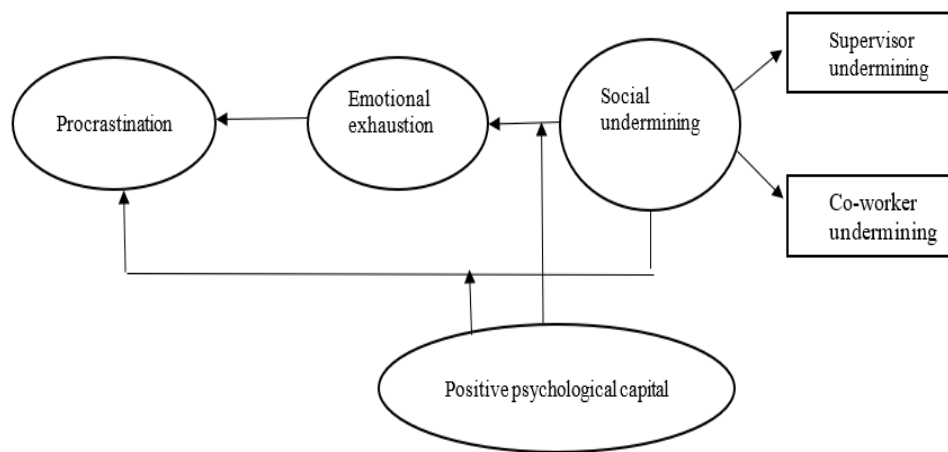 Procrastination
Emotional
exhaustion
Social
undermining
Supervisor
undermining
Co-worker
undermining
Positive psychological capital